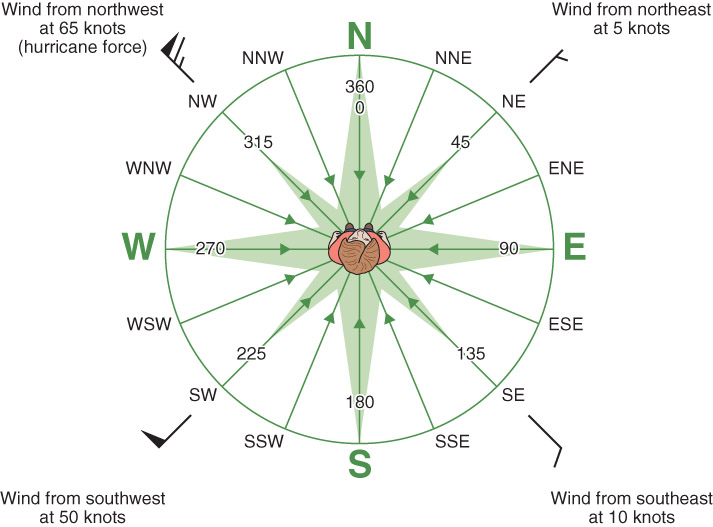 Wind from northwest
at 65 knots
(hurricane force)
Wind from northeast
at 5 knots
N
NNW
NNE
360
0
NW
NE
315
45
WNW
ENE
W
270
90
E
WSW
ESE
225
135
SW
SE
180
SSW
SSE
S
Wind from southwest
at 50 knots
Wind from southeast
at 10 knots